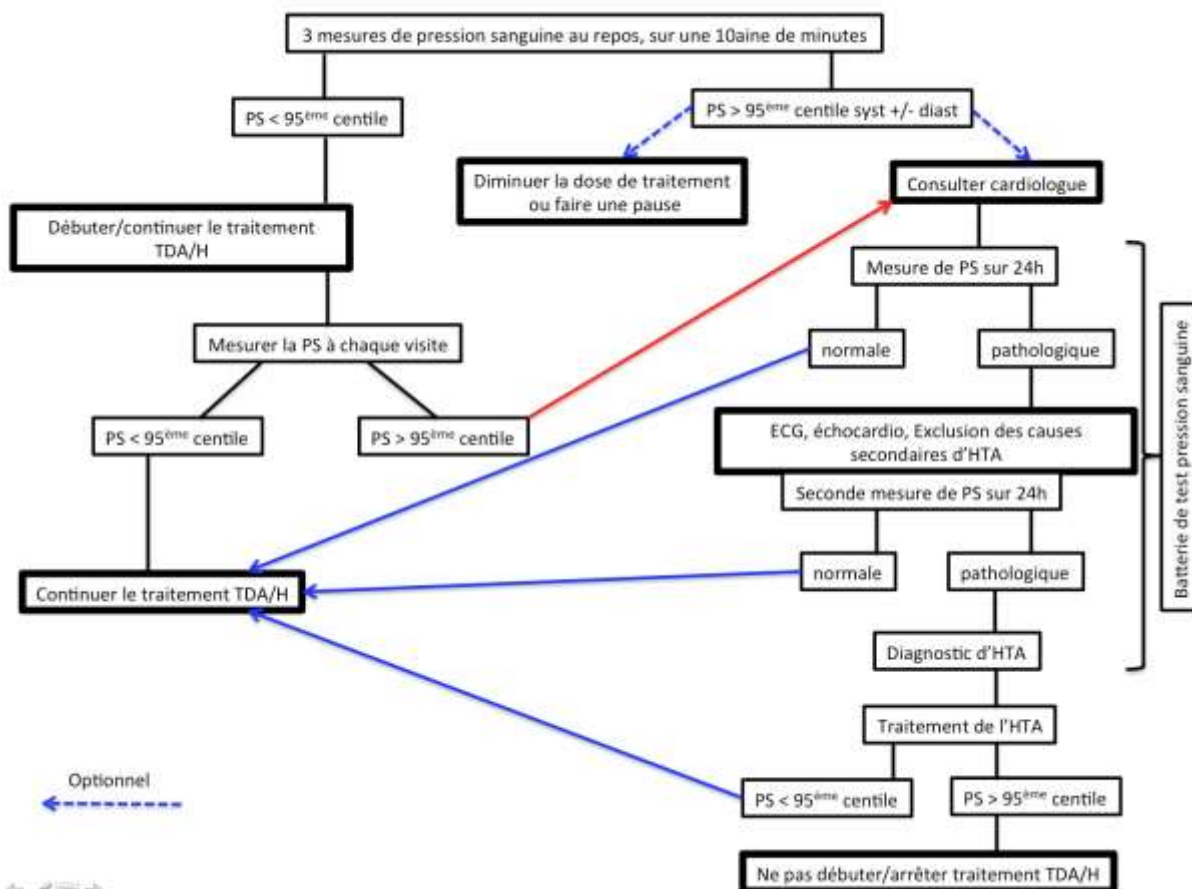 3 mesures de pression sanguine au repos, sur une 10aine de minutes
PS < 95ème centile
PS > 95ème centile syst +/- diast
Diminuer la dose de traitement
ou faire une pause
Consulter cardiologue
Débuter/continuer le traitement
TDA/H
Mesure de PS sur 24h
Mesurer la PS à chaque visite
normale
pathologique
PS < 95ème centile
PS > 95ème centile
ECG, échocardio, Exclusion des causes
secondaires d'HTA
Seconde mesure de PS sur 24h
normale
pathologique
Continuer le traitement TDA/H
Diagnostic d'HTA
Traitement de l'HTA
Optionnel
PS < 95ème centile
PS > 95ème centile
Ne pas débuter/arrêter traitement TDA/H
Batterie de test pression sanguine